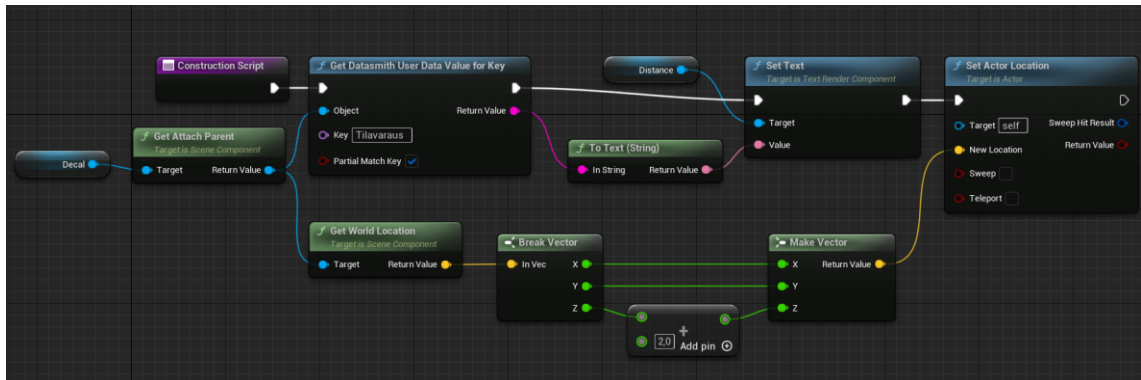 Construction Script
Get Datasmith User Data Value for Key
Object
Return Value
Key Tilavaraus
Partial Match Key
Distance
Set Text
Target is Text Render Component
Target
Value
Set Actor Location
Target is Actor
Target self
Sweep Hit Result
New Location
Return Value
Sweep
Teleport
Get Attach Parent
Target is Scene Component
Target
Return Value
Decal
To Text (String)
In String
Return Value
Get World Location
Target is Scene Component
Target
Return Value
Break Vector
In Vec
X
Y
Z
2,0
+
Add pin
Make Vector
X
Return Value
Y
Z